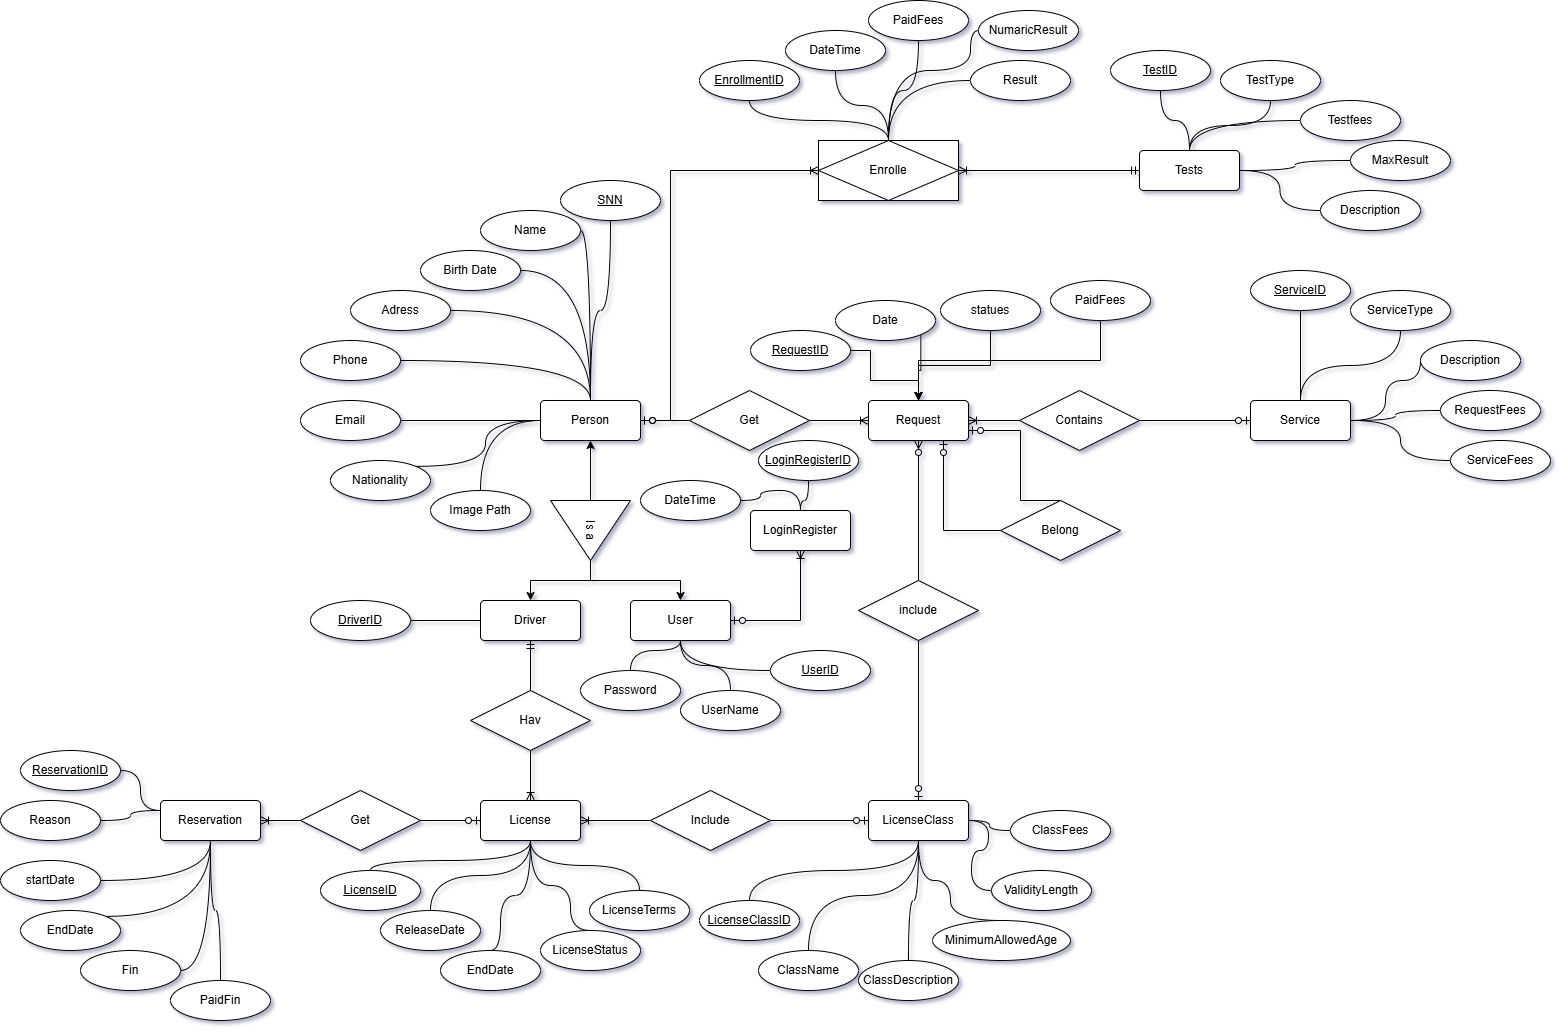 PaidFees
NumaricResult
DateTime
EnrollmentID
Result
TestID
TestType
Testfees
MaxResult
Description
Enrolle
Tests
SNN
Name
Birth Date
Adress
Phone
Email
Nationality
Image Path
Person
Get
RequestID
Date
statues
PaidFees
Request
Contains
ServiceID
ServiceType
Description
RequestFees
ServiceFees
Service
LoginRegisterID
DateTime
LoginRegister
Is a
Belong
DriverID
Driver
User
include
Password
UserName
UserID
Hav
ReservationID
Reason
startDate
EndDate
Fin
PaidFin
Reservation
Get
License
Include
LicenseClass
LicenseID
ReleaseDate
EndDate
LicenseStatus
LicenseTerms
ClassFees
ValidityLength
LicenseClassID
ClassName
ClassDescription
MinimumAllowedAge